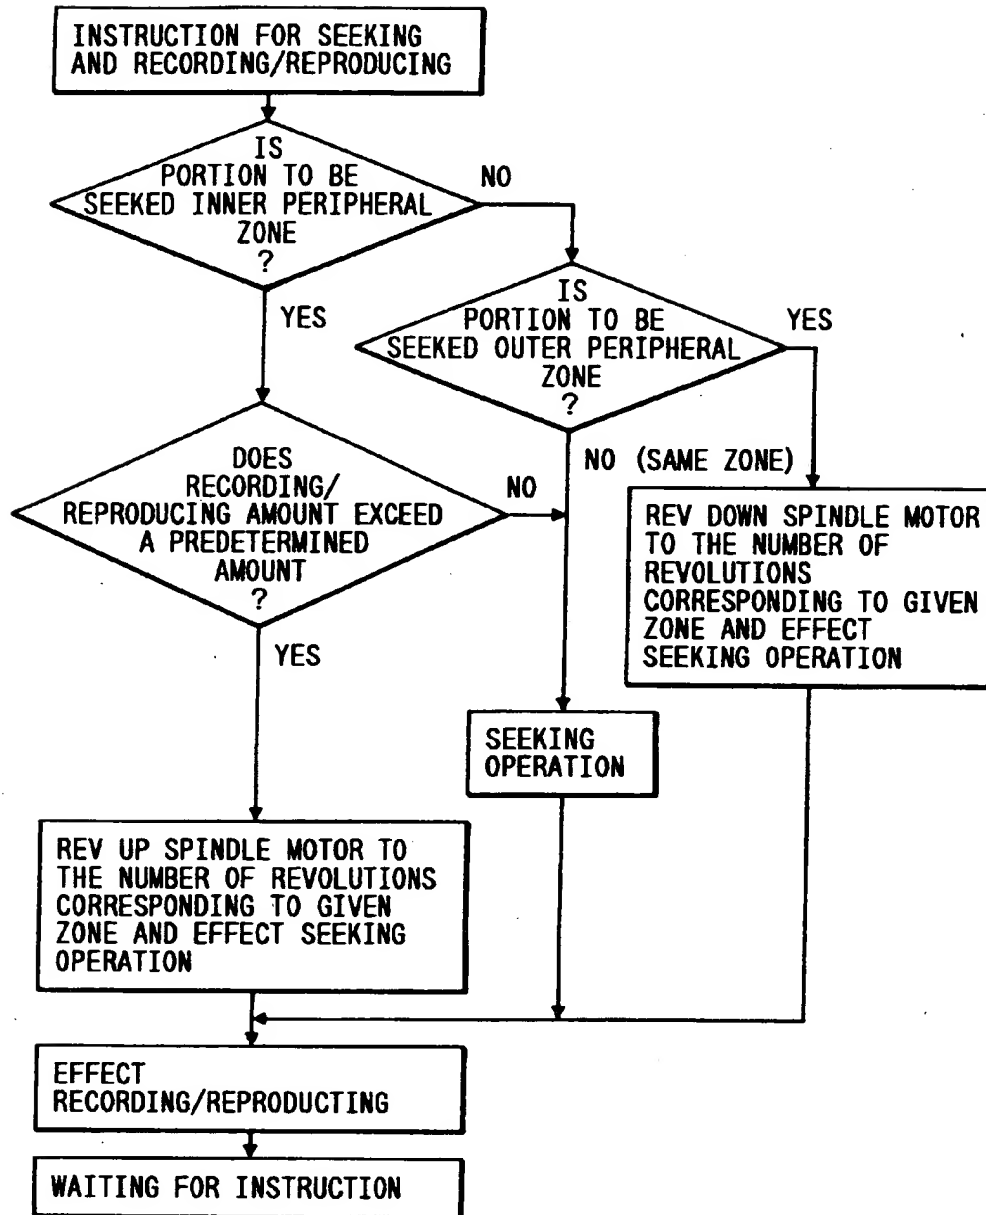 INSTRUCTION FOR SEEKING
AND RECORDING/REPRODUCING
IS
PORTION TO BE
SEEKED INNER PERIPHERAL
ZONE
?
NO
YES
IS
PORTION TO BE
SEEKED OUTER PERIPHERAL
ZONE
?
YES
NO (SAME ZONE)
DOES
RECORDING/
REPRODUCING AMOUNT EXCEED
A PREDETERMINED
AMOUNT
?
NO
YES
REV DOWN SPINDLE MOTOR
TO THE NUMBER OF
REVOLUTIONS
CORRESPONDING TO GIVEN
ZONE AND EFFECT
SEEKING OPERATION
SEEKING
OPERATION
REV UP SPINDLE MOTOR TO
THE NUMBER OF REVOLUTIONS
CORRESPONDING TO GIVEN
ZONE AND EFFECT SEEKING
OPERATION
EFFECT
RECORDING/REPRODUCTING
WAITING FOR INSTRUCTION